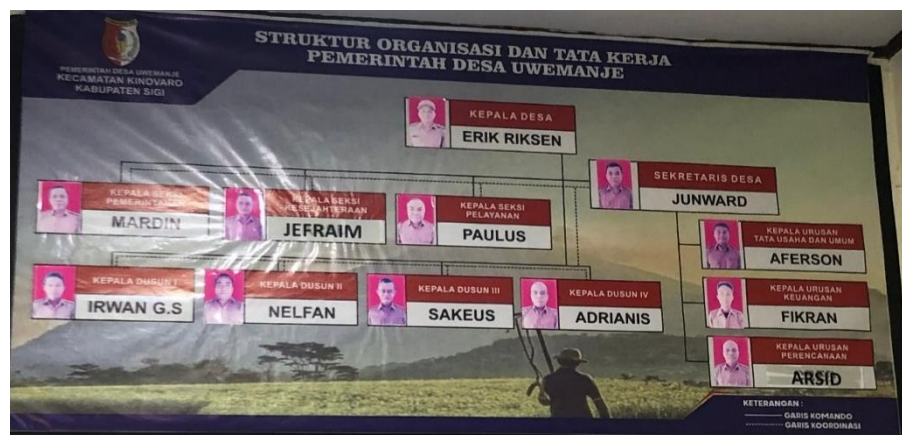 STRUKTUR ORGANISASI DAN TATA KERJA
PEMERINTAH DESA UWEMANJE
PEMERINTAH DESA UWEMANJE
KECAMATAN KINOVARO
KABUPATEN SIGI
KEPALA DESA
ERIK RIKSEN
SEKRETARIS DESA
JUNWARD
KEPALA SEKSI
PEMERINTAHAN
MARDIN
KEPALA SEKSI
KESEJAHTERAAN
JEFRAIM
KEPALA SEKSI
PELAYANAN
PAULUS
KEPALA URUSAN
TATA USAHA DAN UMUM
AFERSON
KEPALA DUSUN I
IRWAN G.S
KEPALA DUSUN II
NELFAN
KEPALA DUSUN III
SAKEUS
KEPALA DUSUN IV
ADRIANIS
KEPALA URUSAN
KEUANGAN
FIKRAN
KEPALA URUSAN
PERENCANAAN
ARSID
KETERANGAN :
GARIS KOMANDO
GARIS KOORDINASI